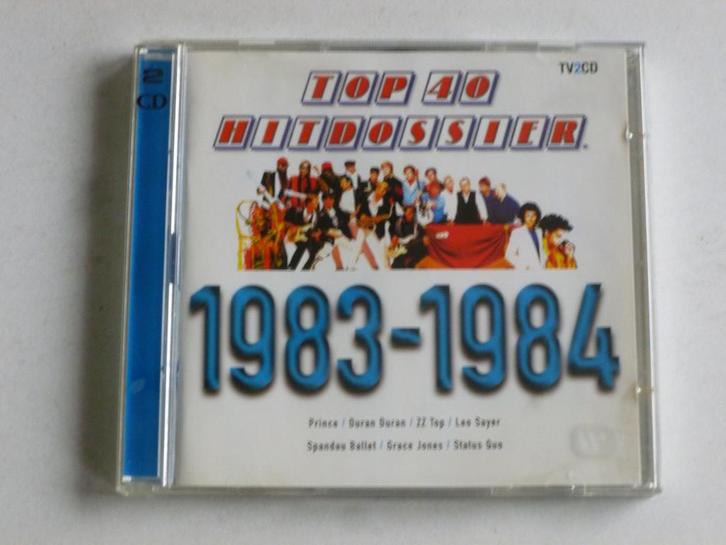 2
CD
TV2CD
TOP 40
HITDOSSIER
1983-1984
Prince / Duran Duran / ZZ Top / Leo Sayer
Spandau Ballet / Grace Jones / Status Quo